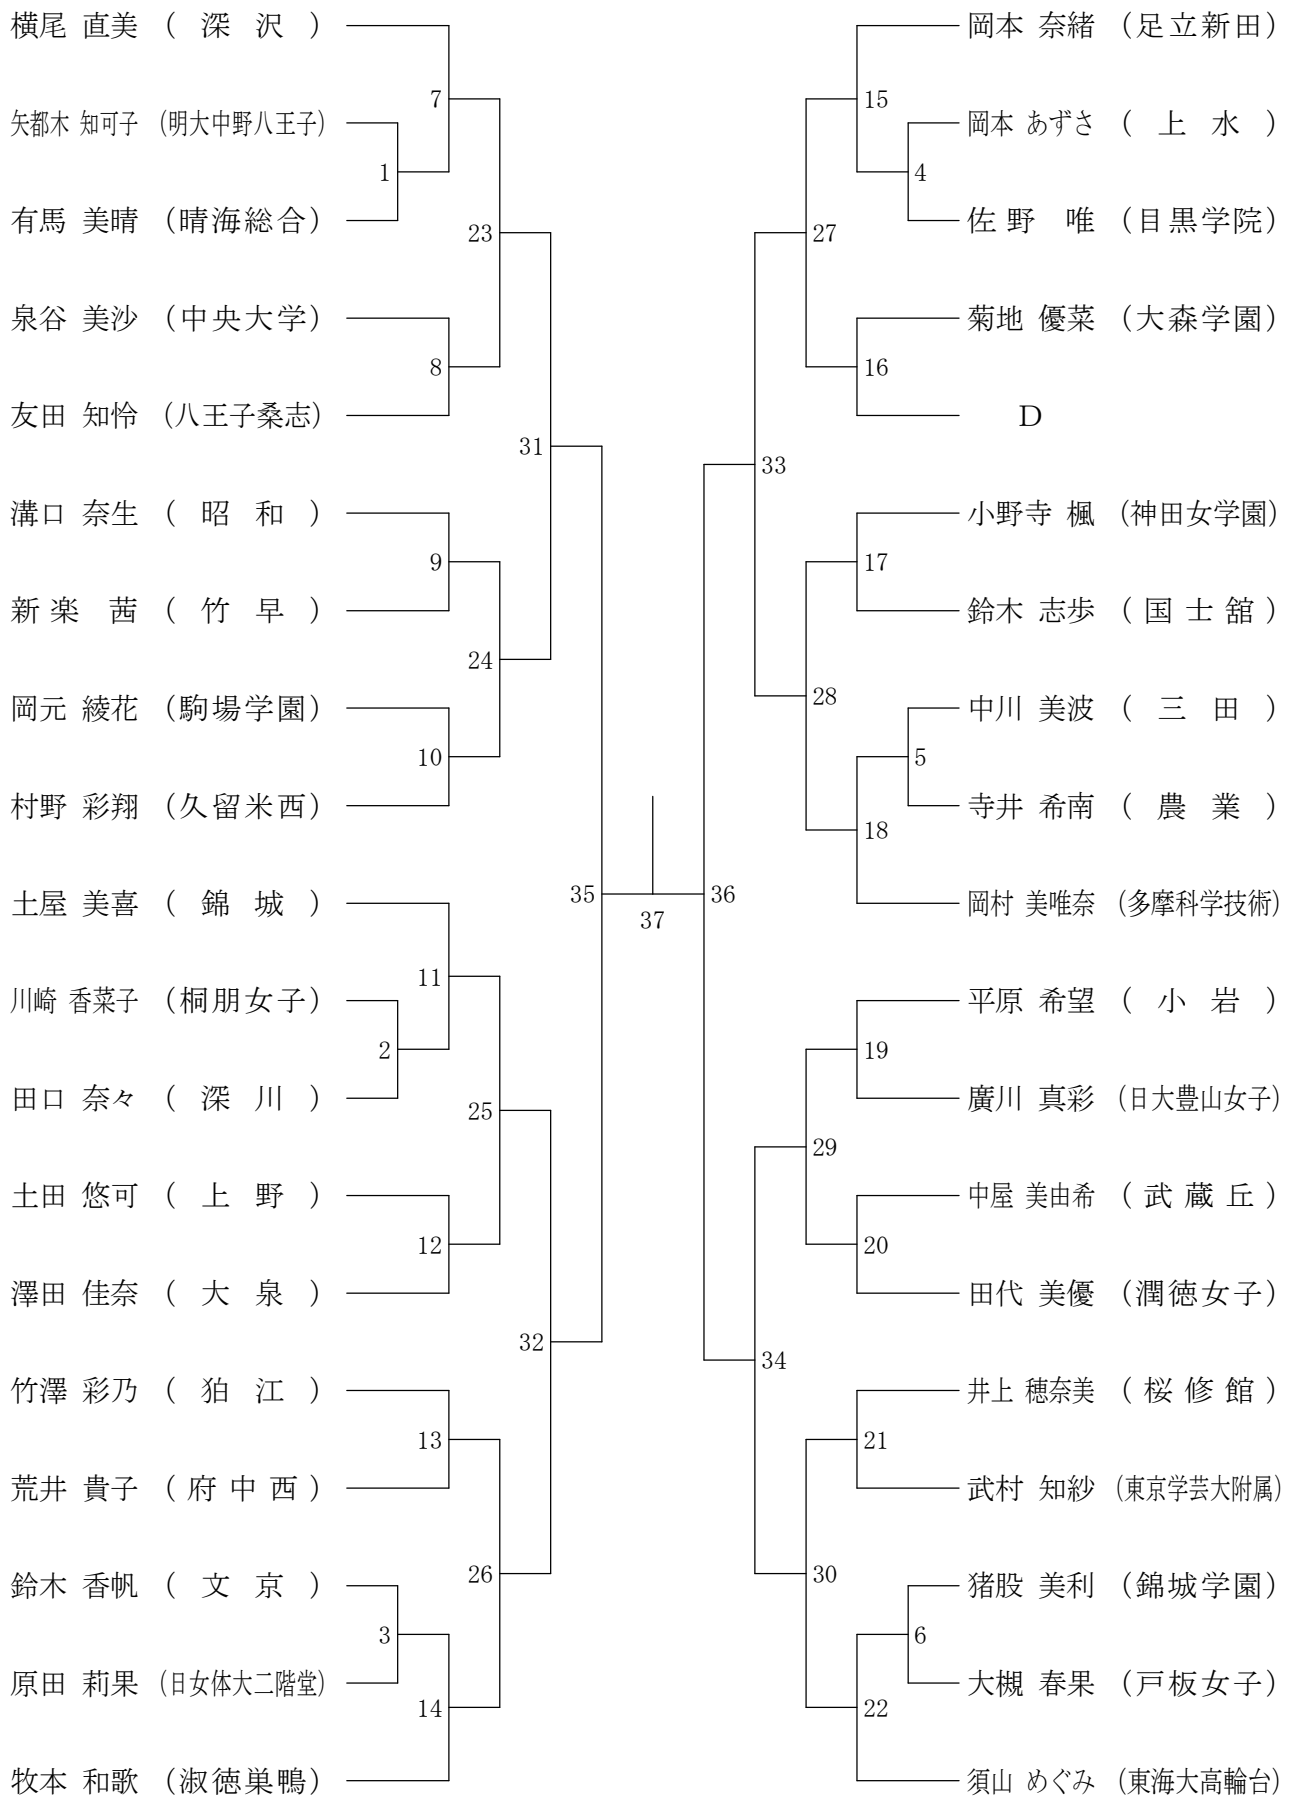 横尾 直美 （ 深 沢 ）
7
矢都木 知可子 （明大中野八王子）
1
有馬 美晴 （晴海総合）
23
泉谷 美沙 （中央大学）
8
友田 知怜 （八王子桑志）
31
溝口 奈生 （ 昭 和 ）
9
新楽 茜 （ 竹 早 ）
24
岡元 綾花 （駒場学園）
10
村野 彩翔 （久留米西）
35
土屋 美喜 （ 錦 城 ）
11
川崎 香菜子 （桐朋女子）
2
田口 奈々 （ 深 川 ）
25
土田 悠可 （ 上 野 ）
12
澤田 佳奈 （ 大 泉 ）
32
竹澤 彩乃 （ 狛 江 ）
13
荒井 貴子 （ 府 中 西 ）
26
鈴木 香帆 （ 文 京 ）
3
原田 莉果 （日女体大二階堂）
14
牧本 和歌 （淑徳巣鴨）
37
岡本 奈緒 （足立新田）
15
岡本 あずさ （ 上 水 ）
4
佐野 唯 （目黒学院）
27
菊地 優菜 （大森学園）
16
D
33
小野寺 楓 （神田女学園）
17
鈴木 志歩 （ 国 士 舘 ）
28
中川 美波 （ 三 田 ）
5
寺井 希南 （ 農 業 ）
18
岡村 美唯奈 （多摩科学技術）
36
平原 希望 （ 小 岩 ）
19
廣川 真彩 （日大豊山女子）
29
中屋 美由希 （ 武 蔵 丘 ）
20
田代 美優 （潤徳女子）
34
井上 穂奈美 （ 桜 修 館 ）
21
武村 知紗 （東京学芸大附属）
30
猪股 美利 （錦城学園）
6
大槻 春果 （戸板女子）
22
須山 めぐみ （東海大高輪台）